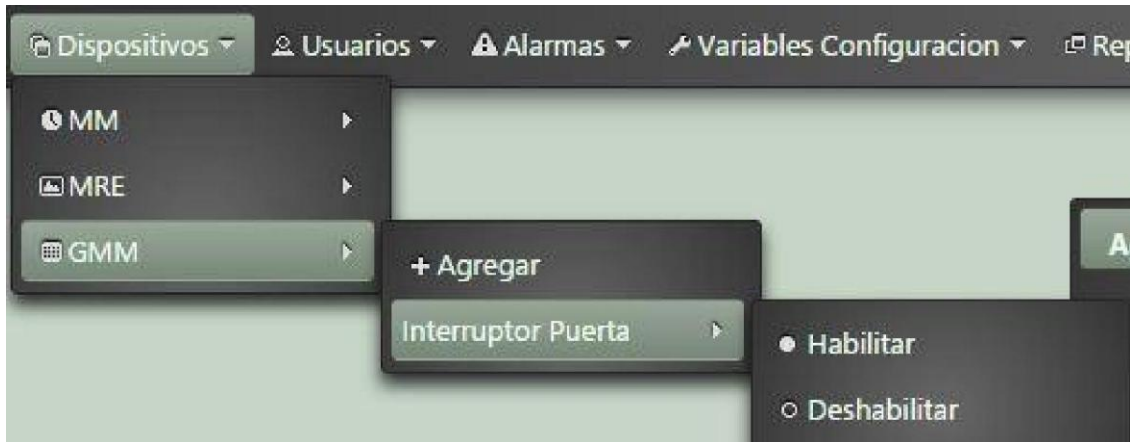 Dispositivos Usuarios Alarmas Variables Configuracion
MM
MRE
GMM
+ Agregar
Interruptor Puerta
Habilitar
Deshabilitar